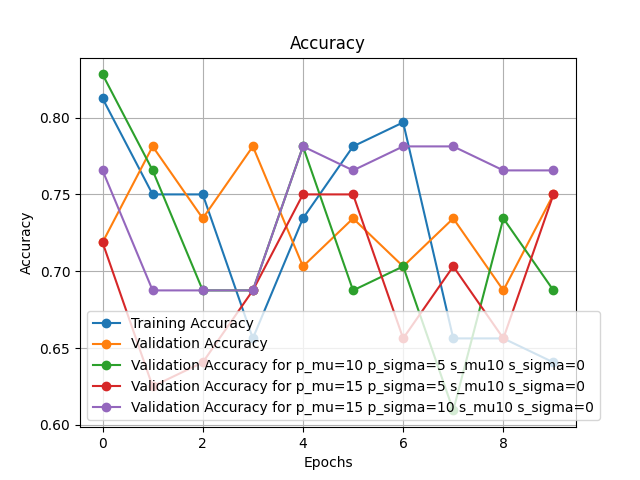 Accuracy
0.80
0.75
0.70
0.65
0.60
Accuracy
Training Accuracy
Validation Accuracy
Validation Accuracy for p_mu=10 p_sigma=5 s_mu10 s_sigma=0
Validation Accuracy for p_mu=15 p_sigma=5 s_mu10 s_sigma=0
Validation Accuracy for p_mu=15 p_sigma=10 s_mu10 s_sigma=0
0 2 4 6 8
Epochs